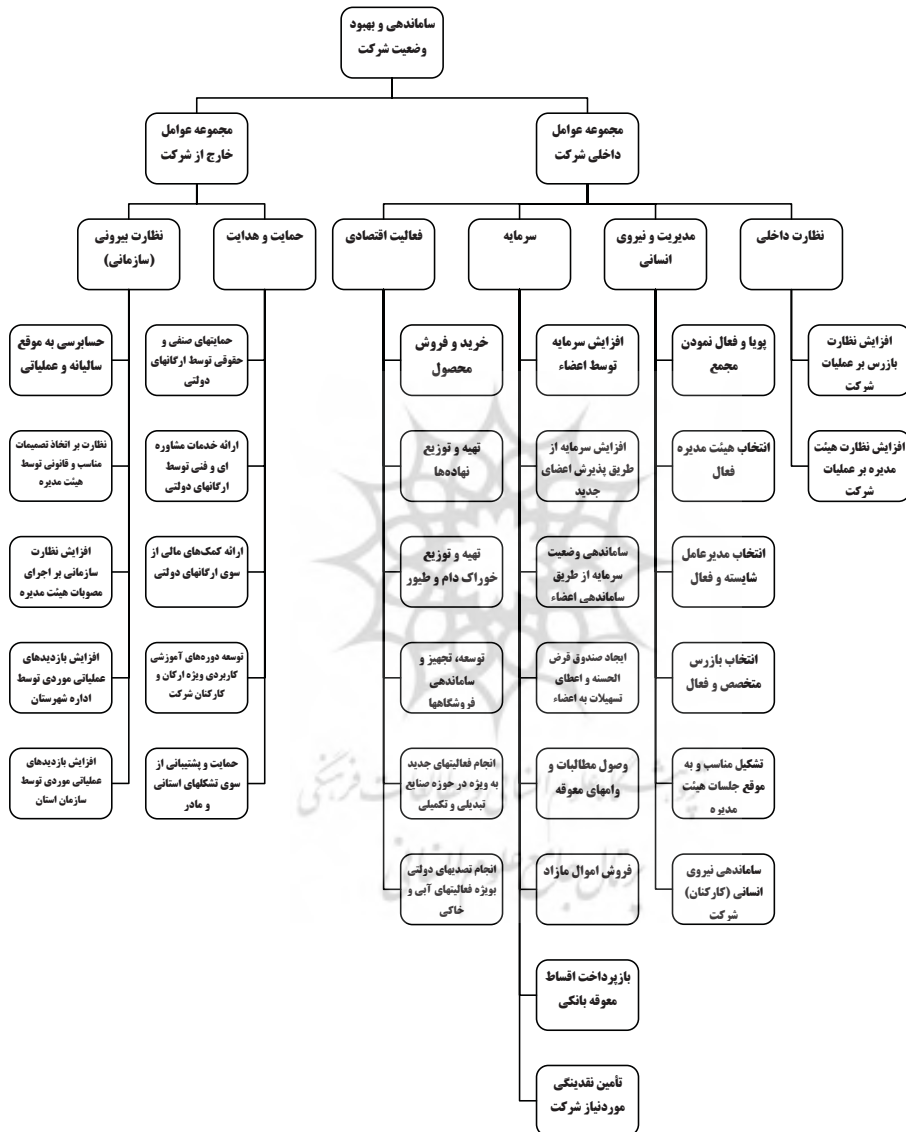 ساماندهی و بهبود
وضعیت شرکت
مجموعه عوامل
داخلی شرکت
مجموعه عوامل
خارج از شرکت
نظارت داخلی
مدیریت و نیروی
انسانی
سرمایه
فعالیت اقتصادی
حمایت و هدایت
نظارت بیرونی
(سازمانی)
افزایش نظارت
بازرس بر عملیات
شرکت
افزایش نظارت هیئت
مدیره بر عملیات
شرکت
پویا و فعال نمودن
مجمع
انتخاب هیئت مدیره
فعال
انتخاب مدیرعامل
شایسته و فعال
انتخاب بازرس
متخصص و فعال
تشکیل مناسب و به
موقع جلسات هیئت
مدیره
ساماندهی نیروی
انسانی (کارکنان)
شرکت
افزایش سرمایه
توسط اعضاء
افزایش سرمایه از
طریق پذیرش اعضای
جدید
ساماندهی وضعیت
سرمایه از طریق
ساماندهی اعضاء
ایجاد صندوق قرض
الحسنه و اعطای
تسهیلات به اعضاء
وصول مطالبات و
وامهای معوقه
فروش اموال مازاد
بازپرداخت اقساط
معوقه بانکی
تأمین نقدینگی
موردنیاز شرکت
خرید و فروش
محصول
تهیه و توزیع
نهاده‌ها
تهیه و توزیع
خوراک دام و طیور
توسعه، تجهیز و
ساماندهی
فروشگاهها
انجام فعالیتهای جدید
به ویژه در حوزه صنایع
تبدیلی و تکمیلی
انجام تصدیهای دولتی
بویژه فعالیتهای آبی و
خاکی
حمایتهای صنفی و
حقوقی توسط ارگانهای
دولتی
ارائه خدمات مشاوره
ای و فنی توسط
ارگانهای دولتی
ارائه کمک‌های مالی از
سوی ارگانهای دولتی
توسعه دوره‌های آموزشی
کاربردی ویژه ارکان و
کارکنان شرکت
حمایت و پشتیبانی از
سوی تشکلهای استانی
و مادر
حسابرسی به موقع
سالیانه و عملیاتی
نظارت بر اتخاذ تصمیمات
مناسب و قانونی توسط
هیئت مدیره
افزایش نظارت
سازمانی بر اجرای
مصوبات هیئت مدیره
افزایش بازدیدهای
عملیاتی موردی توسط
اداره شهرستان
افزایش بازدیدهای
عملیاتی موردی توسط
سازمان استان
پژوهشگاه علوم انسانی و مطالعات فرهنگی
پرتال جامع علوم انسانی